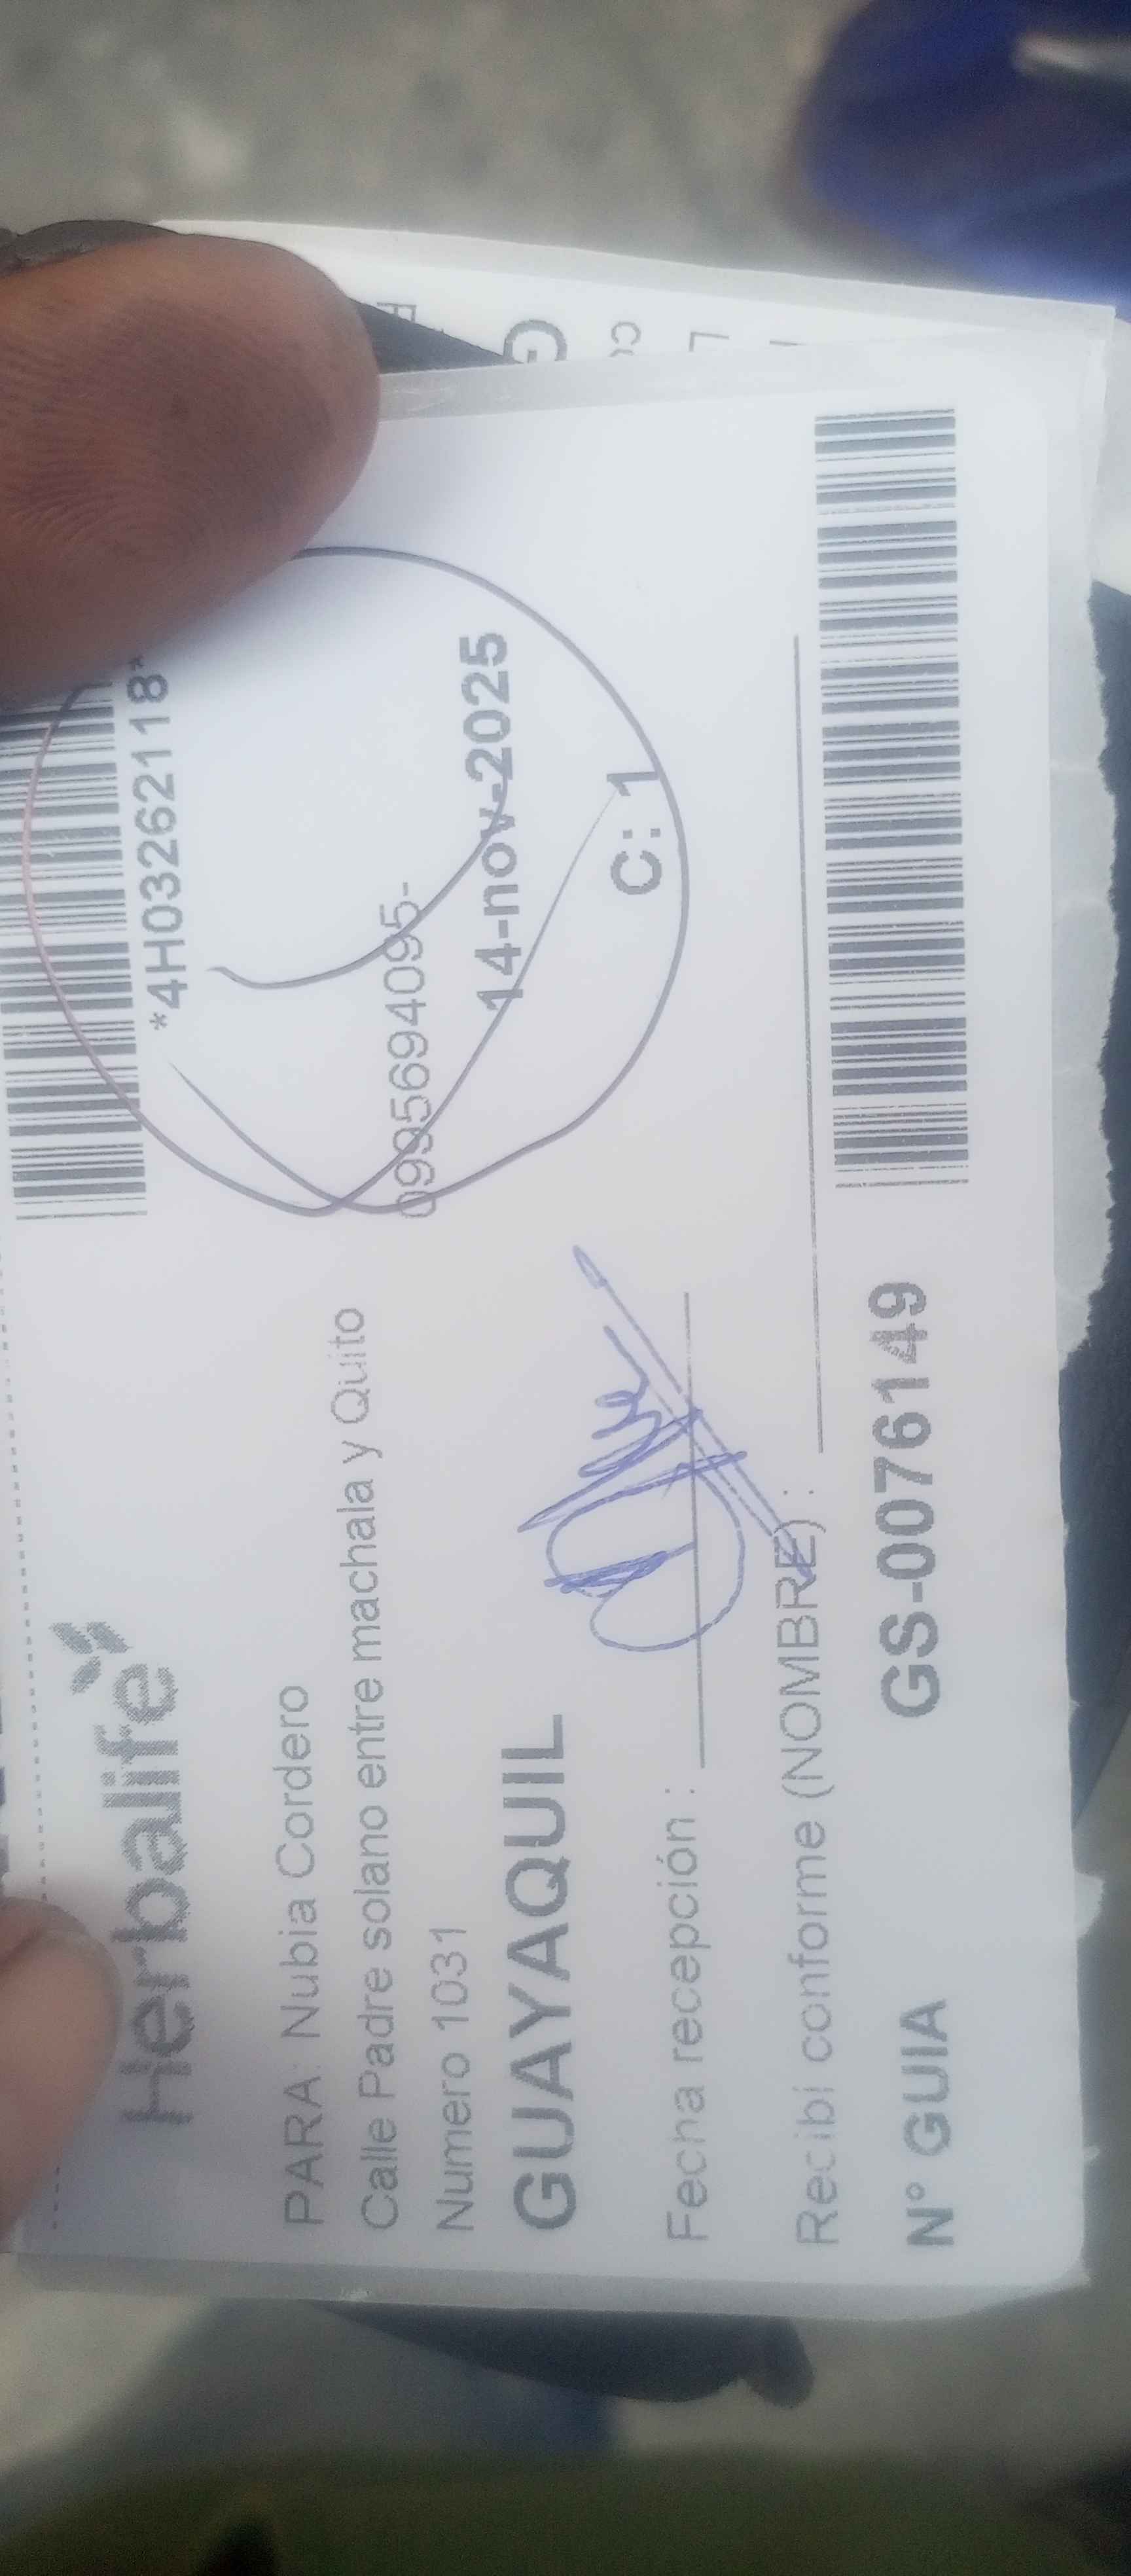 Herbalife
*4H03262118*
PARA: Nubia Cordero
Calle Padre solano entre machala y Quito
Numero 1031
0995694095-
GUAYAQUIL
14-nov-2025
C: 1
Fecha recepción :
Recibi conforme (NOMBRE) :
N° GUIA
GS-0076149